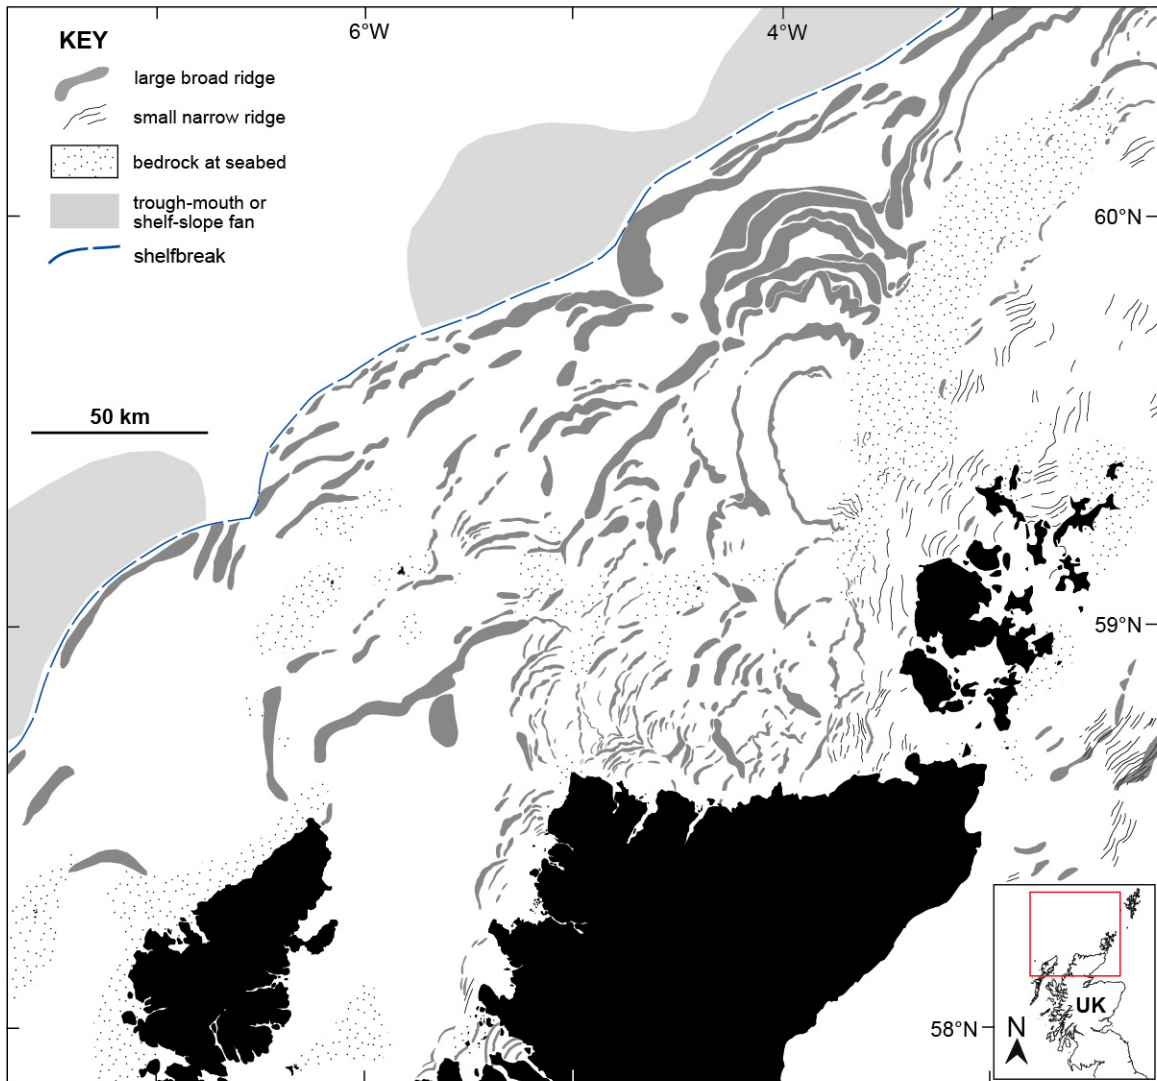 6°W
4°W
KEY
large broad ridge
small narrow ridge
bedrock at seabed
trough-mouth or
shelf-slope fan
shelfbreak
60°N
50 km
59°N
58°N
N
UK